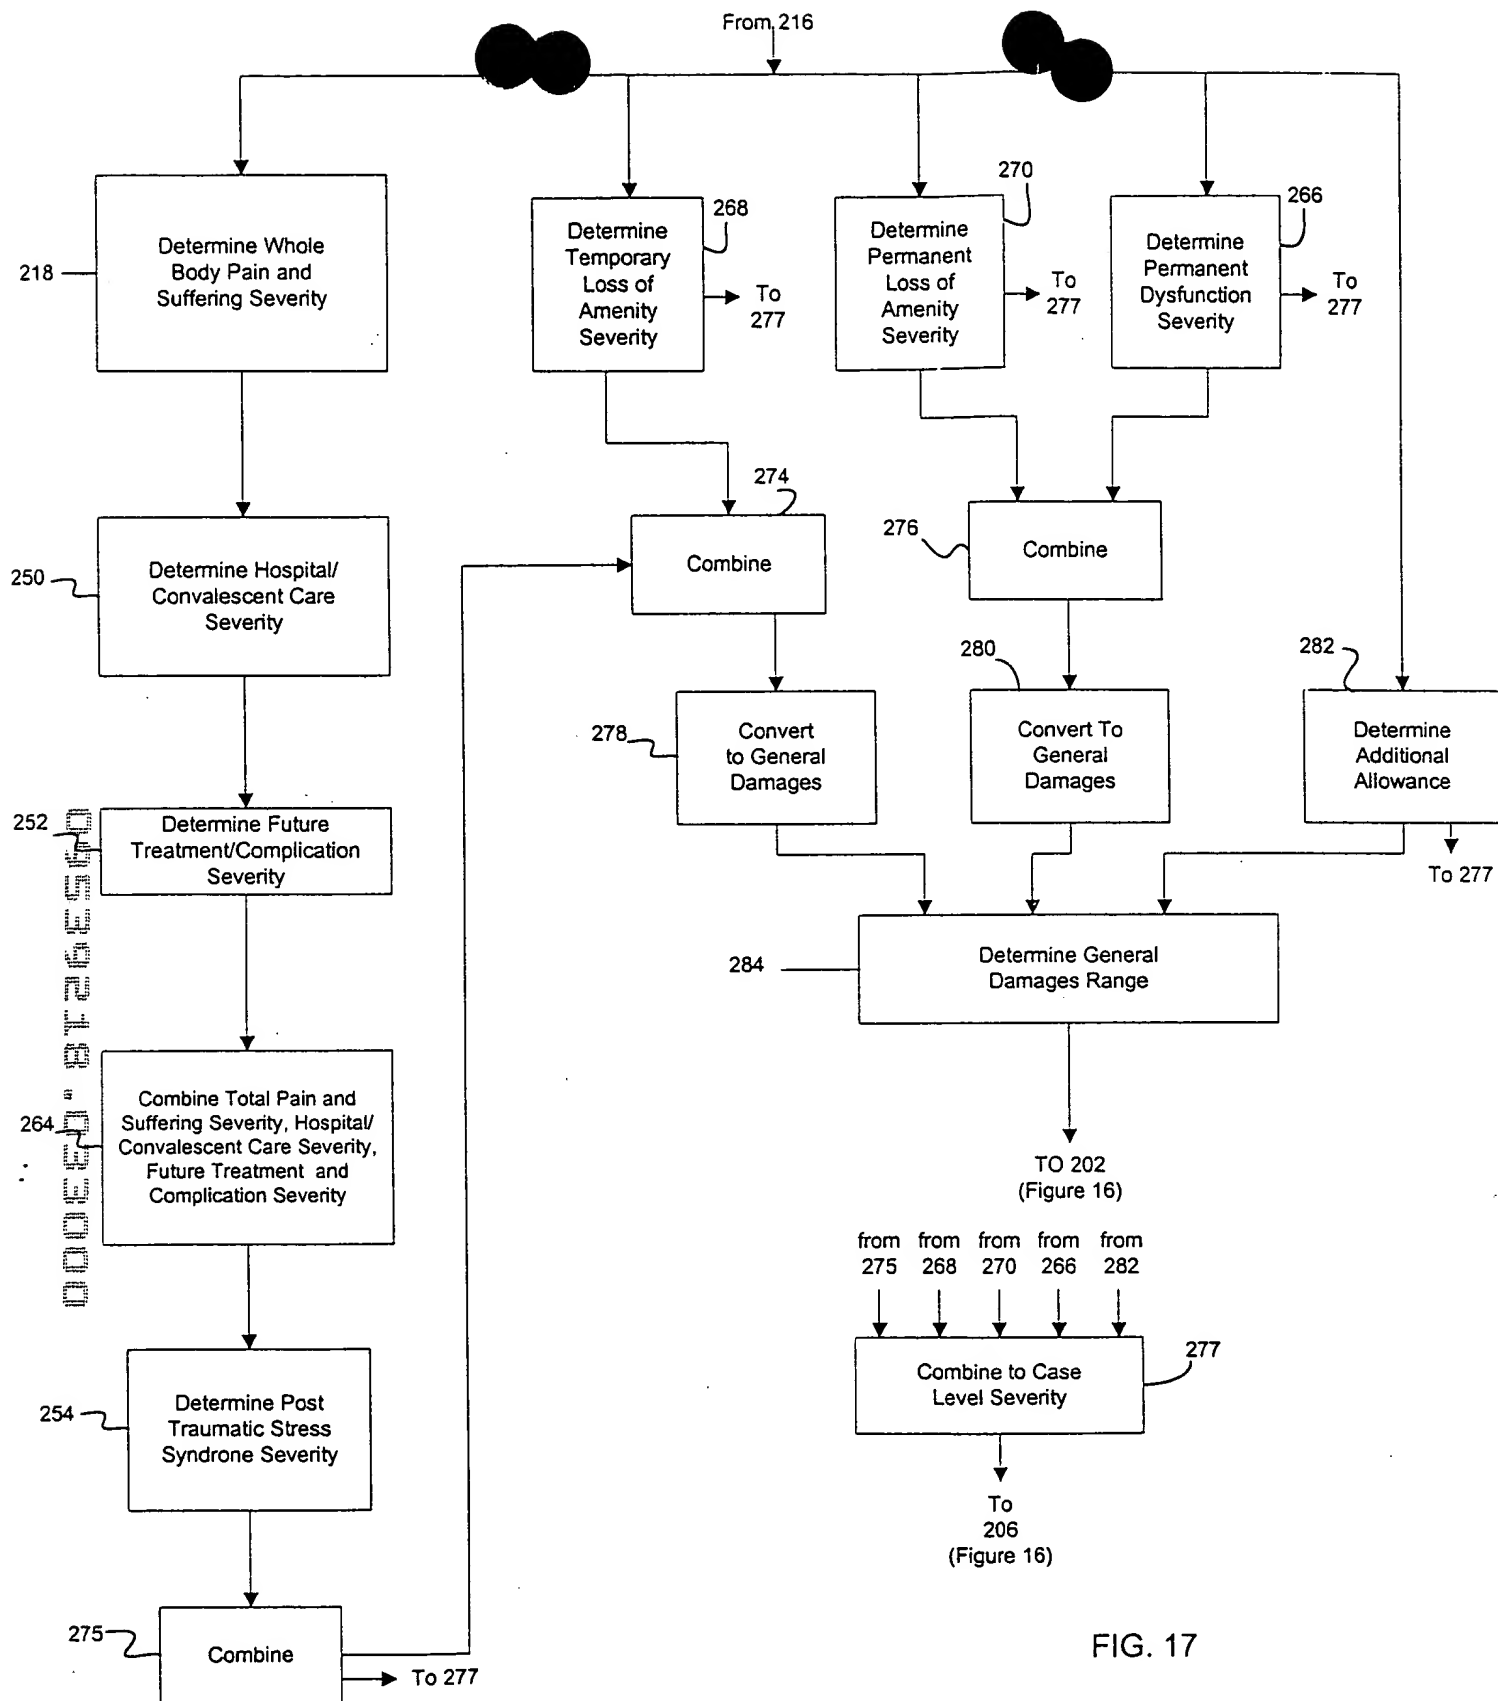 From 216
270
268
266
Determine Whole
Body Pain and
Suffering Severity
218
Determine
Temporary
Loss of
Amenity
Severity
To
277
Determine
Permanent
Loss of
Amenity
Severity
To
277
Determine
Permanent
Dysfunction
Severity
To
277
274
276
250
Determine Hospital/
Convalescent Care
Severity
Combine
Combine
280
282
278
Convert
to General
Damages
Convert To
General
Damages
Determine
Additional
Allowance
252
Determine Future
Treatment/Complication
Severity
To 277
284
Determine General
Damages Range
264
Combine Total Pain and
Suffering Severity, Hospital/
Convalescent Care Severity,
Future Treatment and
Complication Severity
TO 202
(Figure 16)
from
275
from
268
from
270
from
266
from
282
277
Combine to Case
Level Severity
254
Determine Post
Traumatic Stress
Syndrone Severity
To
206
(Figure 16)
275
Combine
To 277
FIG. 17